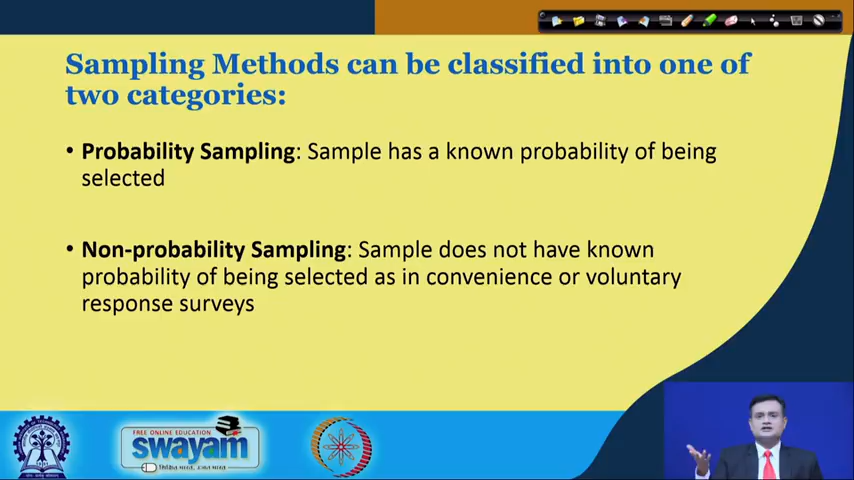 Sampling Methods can be classified into one of
two categories:
• Probability Sampling: Sample has a known probability of being
selected
• Non-probability Sampling: Sample does not have known
probability of being selected as in convenience or voluntary
response surveys
FREE ONLINE EDUCATION
swayam